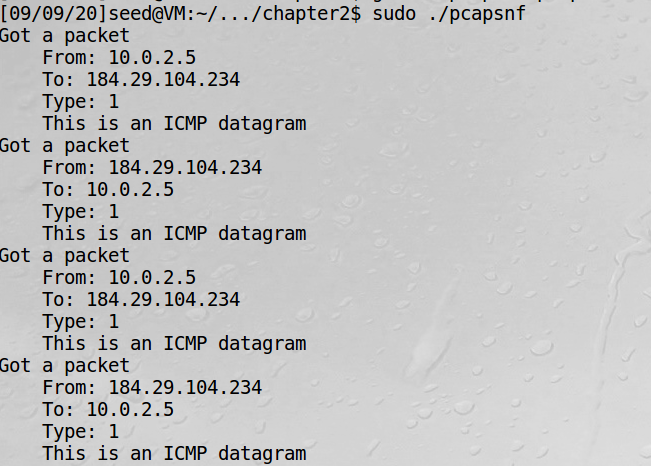 [09/09/20]seed@VM:~/.../chapter2$ sudo ./pcapsnf
Got a packet
    From: 10.0.2.5
    To: 184.29.104.234
    Type: 1
    This is an ICMP datagram
Got a packet
    From: 184.29.104.234
    To: 10.0.2.5
    Type: 1
    This is an ICMP datagram
Got a packet
    From: 10.0.2.5
    To: 184.29.104.234
    Type: 1
    This is an ICMP datagram
Got a packet
    From: 184.29.104.234
    To: 10.0.2.5
    Type: 1
    This is an ICMP datagram